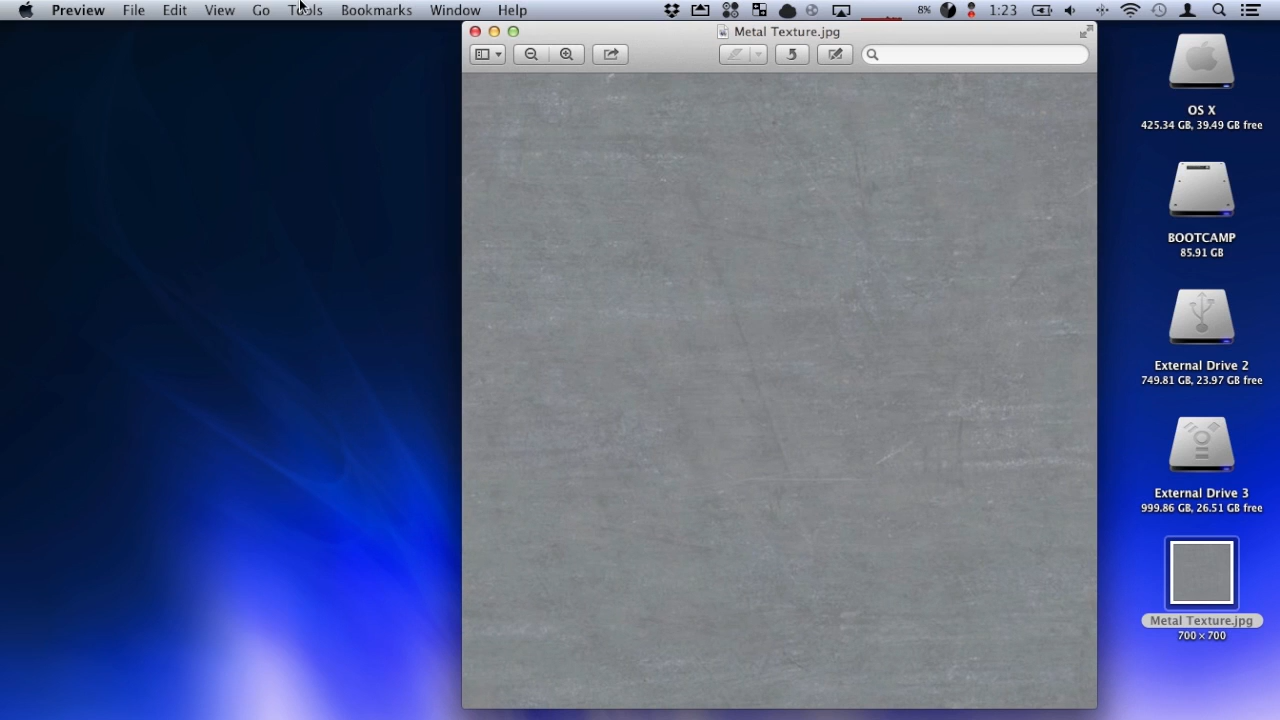 Preview File Edit View Go Tools Bookmarks Window Help 8% 1:23
Metal Texture.jpg
OS X
425.34 GB, 39.49 GB free
BOOTCAMP
85.91 GB
External Drive 2
749.81 GB, 23.97 GB free
External Drive 3
999.86 GB, 26.51 GB free
Metal Texture.jpg
700 × 700